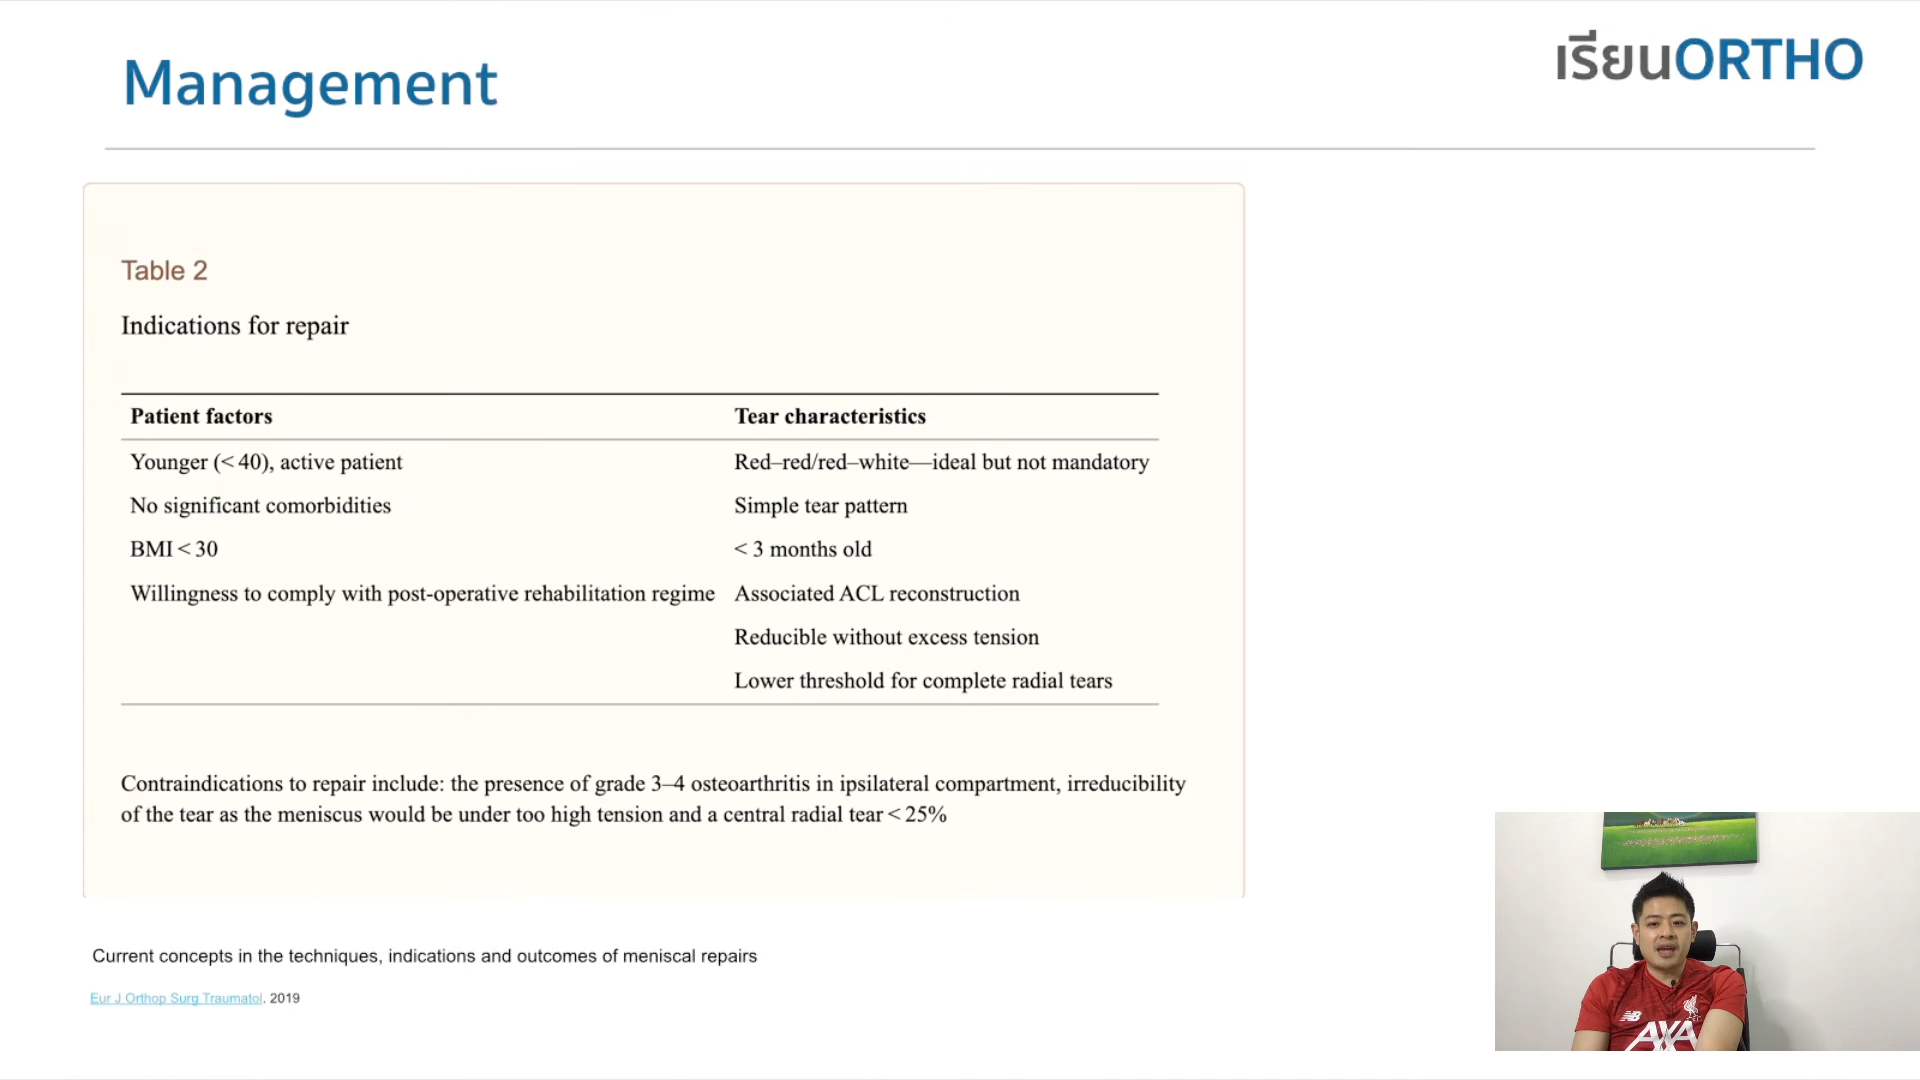 Management
เรียนORTHO
Table 2
Indications for repair
Patient factors Tear characteristics
Younger (< 40), active patient Red–red/red–white—ideal but not mandatory
No significant comorbidities Simple tear pattern
BMI < 30 < 3 months old
Willingness to comply with post-operative rehabilitation regime Associated ACL reconstruction
Reducible without excess tension
Lower threshold for complete radial tears
Contraindications to repair include: the presence of grade 3–4 osteoarthritis in ipsilateral compartment, irreducibility
of the tear as the meniscus would be under too high tension and a central radial tear < 25%
Current concepts in the techniques, indications and outcomes of meniscal repairs
Eur J Orthop Surg Traumatol. 2019
NB
AXA